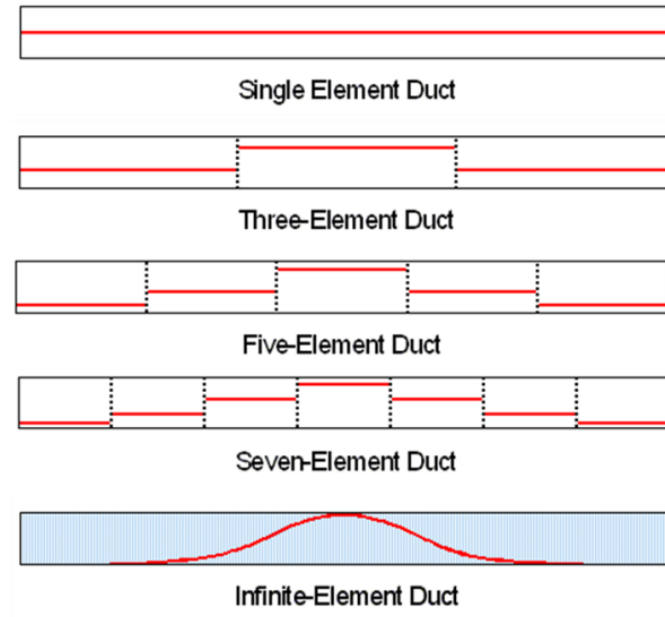 Single Element Duct
Three-Element Duct
Five-Element Duct
Seven-Element Duct
Infinite-Element Duct